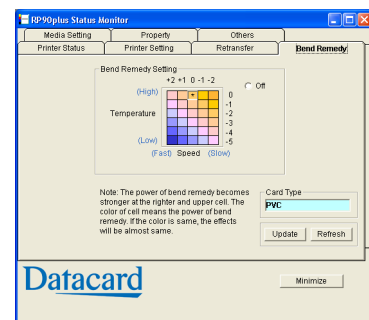 RP90plus Status Monitor
Media Setting Property Others
Printer Status Printer Setting Retransfer Bend Remedy
Bend Remedy Setting
+2 +1 0 -1 -2
(High) 0 Off
-1
Temperature -2
-3
-4
(Low) -5
(Fast) Speed (Slow)
Note: The power of bend remedy becomes
stronger at the righter and upper cell. The
color of cell means the power of bend
remedy. If the color is same, the effects
will be almost same.
Card Type
PVC
Update Refresh
Datacard
Minimize